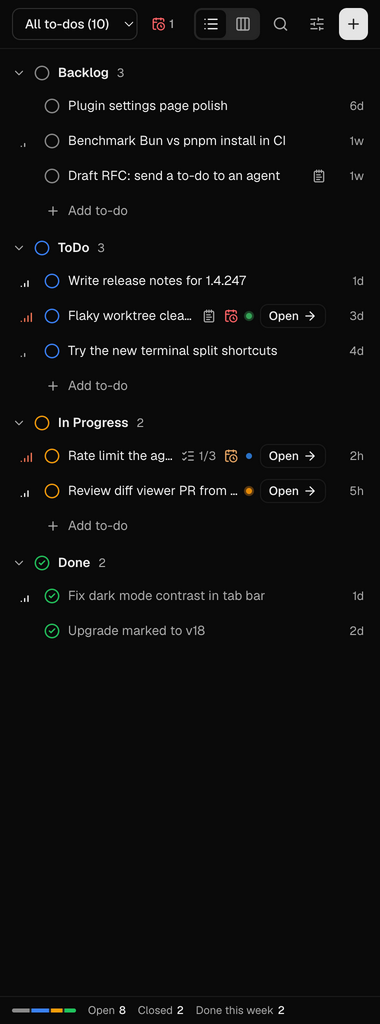 All to-dos (10) 1
Backlog 3
Plugin settings page polish 6d
Benchmark Bun vs pnpm install in CI 1w
Draft RFC: send a to-do to an agent 1w
+ Add to-do
ToDo 3
Write release notes for 1.4.247 1d
Flaky worktree clea... Open → 3d
Try the new terminal split shortcuts 4d
+ Add to-do
In Progress 2
Rate limit the ag... 1/3 Open → 2h
Review diff viewer PR from ... Open → 5h
+ Add to-do
Done 2
Fix dark mode contrast in tab bar 1d
Upgrade marked to v18 2d
Open 8 Closed 2 Done this week 2